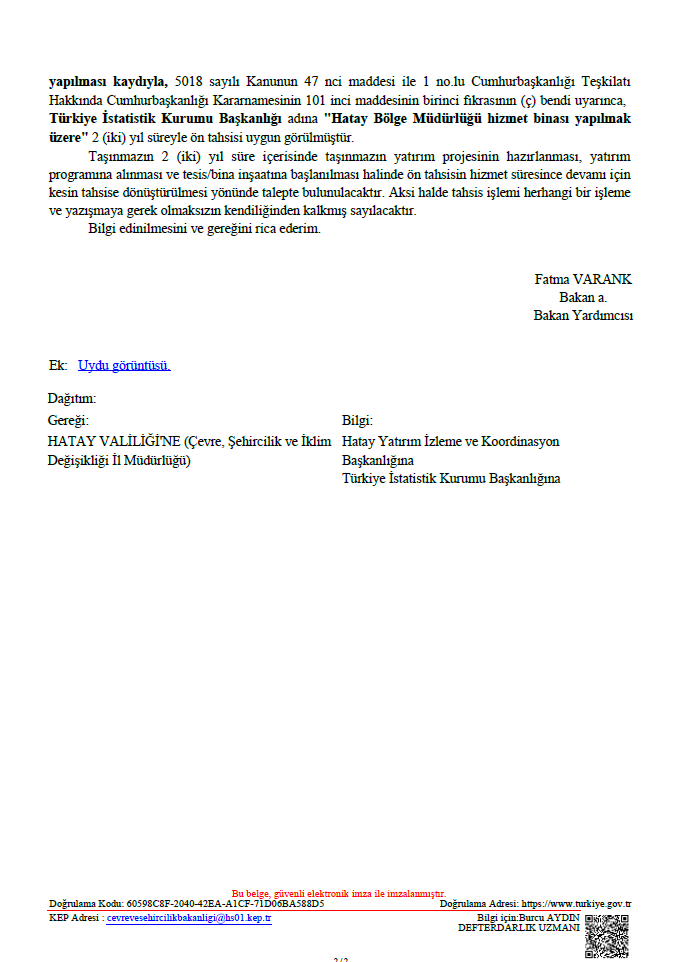 yapılması kaydıyla, 5018 sayılı Kanunun 47 nci maddesi ile 1 no.lu Cumhurbaşkanlığı Teşkilatı
Hakkında Cumhurbaşkanlığı Kararnamesinin 101 inci maddesinin birinci fıkrasının (ç) bendi uyarınca,
Türkiye İstatistik Kurumu Başkanlığı adına "Hatay Bölge Müdürlüğü hizmet binası yapılmak
üzere" 2 (iki) yıl süreyle ön tahsisi uygun görülmüştür.
Taşınmazın 2 (iki) yıl süre içerisinde taşınmazın yatırım projesinin hazırlanması, yatırım
programına alınması ve tesis/bina inşaatına başlanılması halinde ön tahsisin hizmet süresince devamı için
kesin tahsise dönüştürülmesi yönünde talepte bulunulacaktır. Aksi halde tahsis işlemi herhangi bir işleme
ve yazışmaya gerek olmaksızın kendiliğinden kalkmış sayılacaktır.
Bilgi edinilmesini ve gereğini rica ederim.
Fatma VARANK
Bakan a.
Bakan Yardımcısı
Ek: Uydu görüntüsü.
Dağıtım:
Gereği: Bilgi:
HATAY VALİLİĞİ'NE (Çevre, Şehircilik ve İklim Hatay Yatırım İzleme ve Koordinasyon
Değişikliği İl Müdürlüğü) Başkanlığına
Türkiye İstatistik Kurumu Başkanlığına
Bu belge, güvenli elektronik imza ile imzalanmıştır.
Doğrulama Kodu: 60598C8F-2040-42EA-A1CF-71D06BA588D5 Doğrulama Adresi: https://www.turkiye.gov.tr
KEP Adresi : cevrevesehircilikbakanligi@hs01.kep.tr Bilgi için:Burcu AYDIN
DEFTERDARLIK UZMANI
2/2